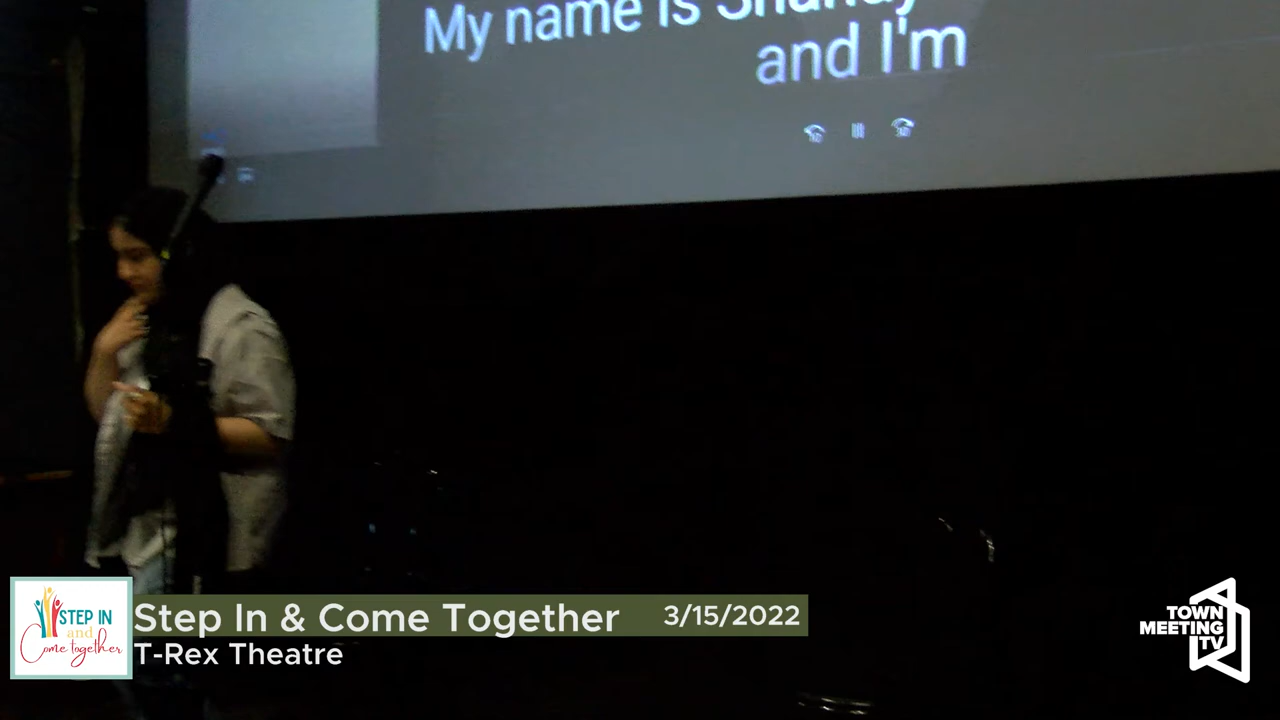 My name is
and I'm
STEP IN
and
Come together
Step In & Come Together
3/15/2022
T-Rex Theatre
TOWN
MEETING
TV